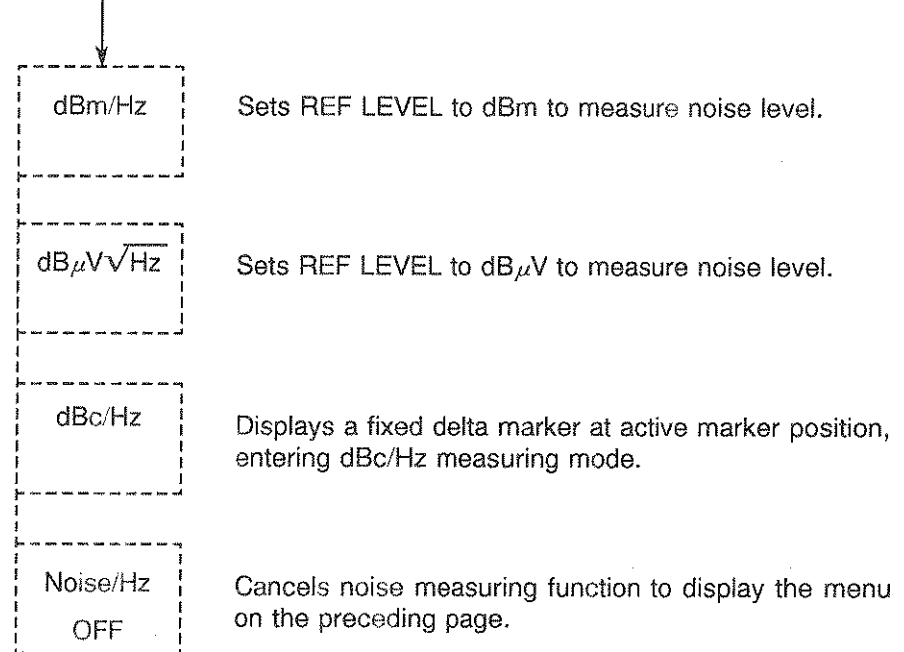 dBm/Hz
Sets REF LEVEL to dBm to measure noise level.
dBμV√Hz
Sets REF LEVEL to dBμV to measure noise level.
dBc/Hz
Displays a fixed delta marker at active marker position,
entering dBc/Hz measuring mode.
Noise/Hz
OFF
Cancels noise measuring function to display the menu
on the preceding page.